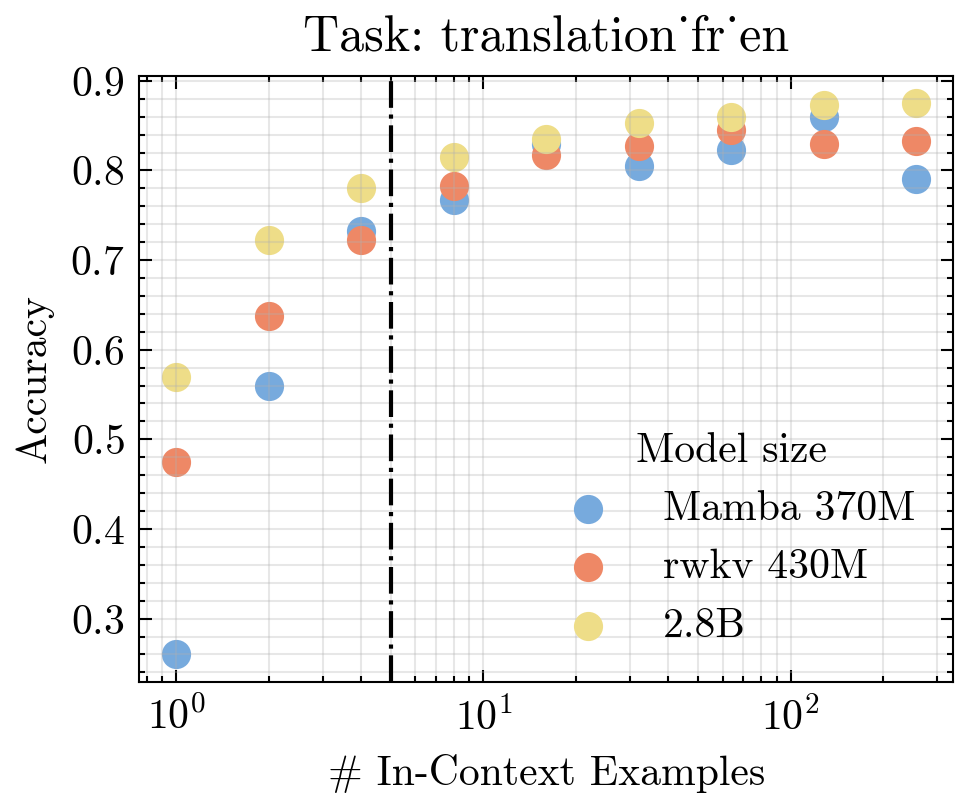 Task: translation˙fr˙en
0.9
0.8
0.7
0.6
0.5
0.4
0.3
Accuracy
Model size
Mamba 370M
rwkv 430M
2.8B
10⁰ 10¹ 10²
# In-Context Examples